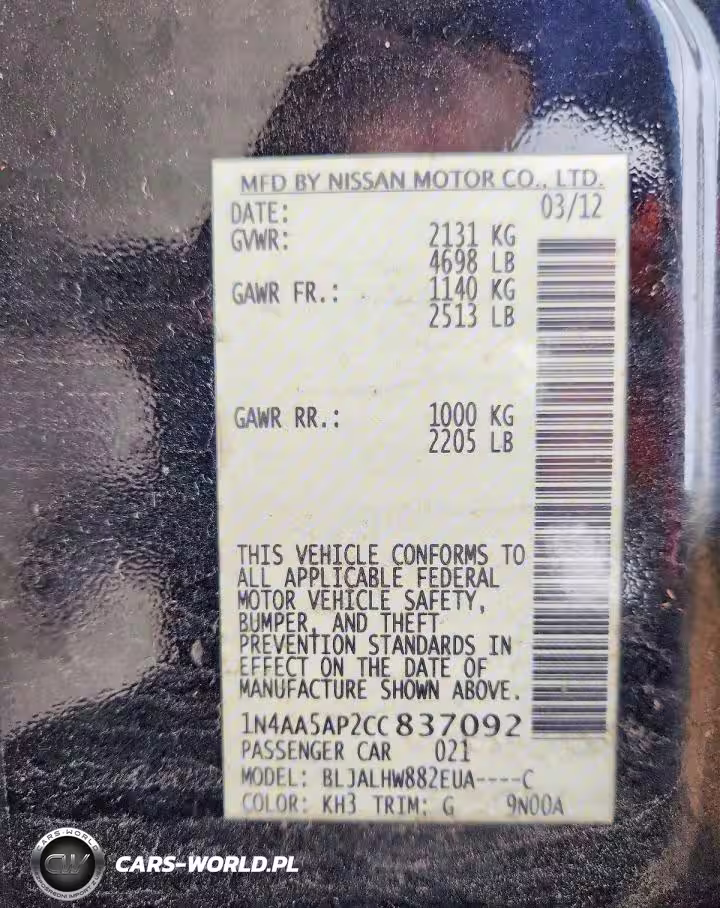 MFD BY NISSAN MOTOR CO., LTD.
DATE: 03/12
GVWR: 2131 KG
4698 LB
GAWR FR.: 1140 KG
2513 LB
GAWR RR.: 1000 KG
2205 LB
THIS VEHICLE CONFORMS TO
ALL APPLICABLE FEDERAL
MOTOR VEHICLE SAFETY,
BUMPER, AND THEFT
PREVENTION STANDARDS IN
EFFECT ON THE DATE OF
MANUFACTURE SHOWN ABOVE.
1N4AA5AP2CC837092
PASSENGER CAR 021
MODEL: BLJALHW882EUA----C
COLOR: KH3 TRIM: G 9N00A
CARS-WORLD
CW
CARS-WORLD.PL